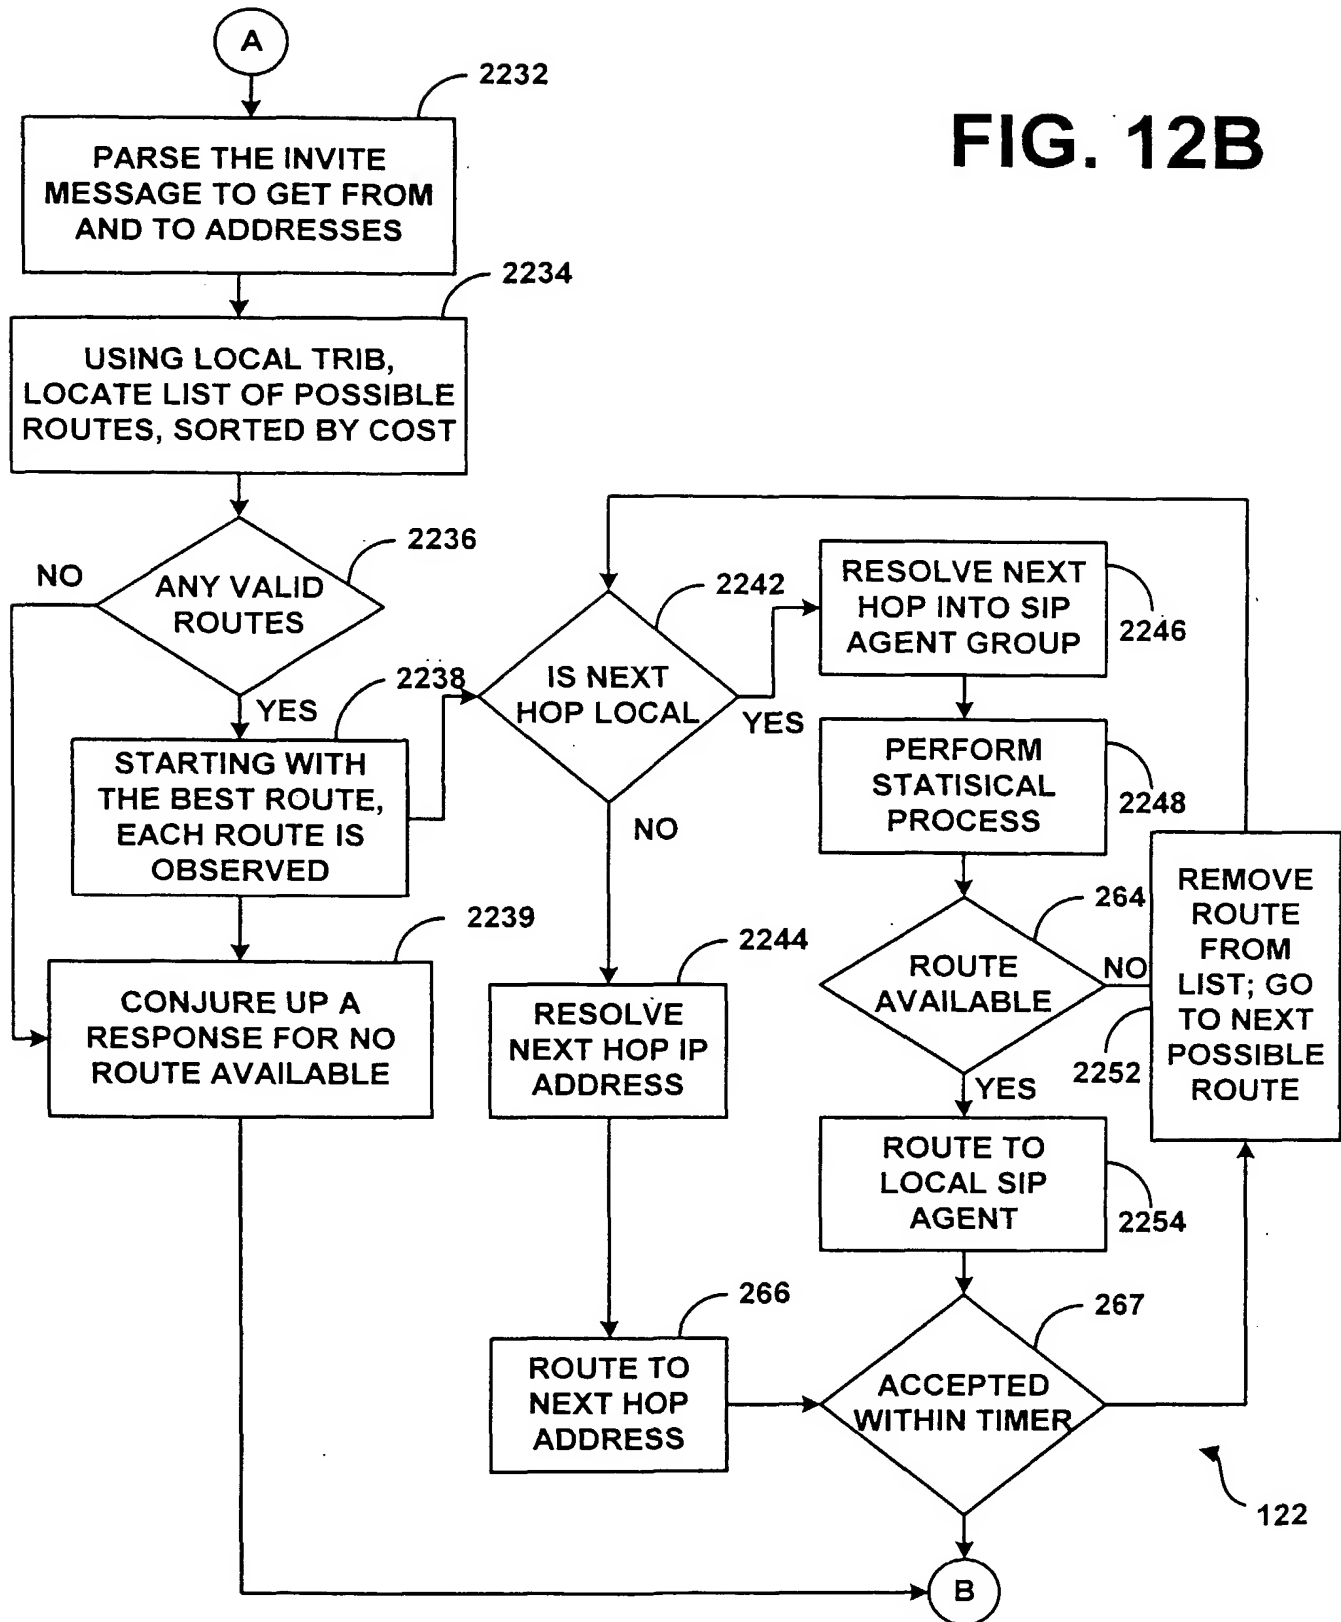 A
2232
FIG. 12B
PARSE THE INVITE
MESSAGE TO GET FROM
AND TO ADDRESSES
2234
USING LOCAL TRIB,
LOCATE LIST OF POSSIBLE
ROUTES, SORTED BY COST
2236
NO
ANY VALID
ROUTES
YES
2238
STARTING WITH
THE BEST ROUTE,
EACH ROUTE IS
OBSERVED
2239
CONJURE UP A
RESPONSE FOR NO
ROUTE AVAILABLE
2242
IS NEXT
HOP LOCAL
YES
NO
2244
RESOLVE
NEXT HOP IP
ADDRESS
266
ROUTE TO
NEXT HOP
ADDRESS
RESOLVE NEXT
HOP INTO SIP
AGENT GROUP
2246
PERFORM
STATISICAL
PROCESS
2248
264
ROUTE
AVAILABLE
NO
YES
2252
REMOVE
ROUTE
FROM
LIST; GO
TO NEXT
POSSIBLE
ROUTE
ROUTE TO
LOCAL SIP
AGENT
2254
267
ACCEPTED
WITHIN TIMER
122
B